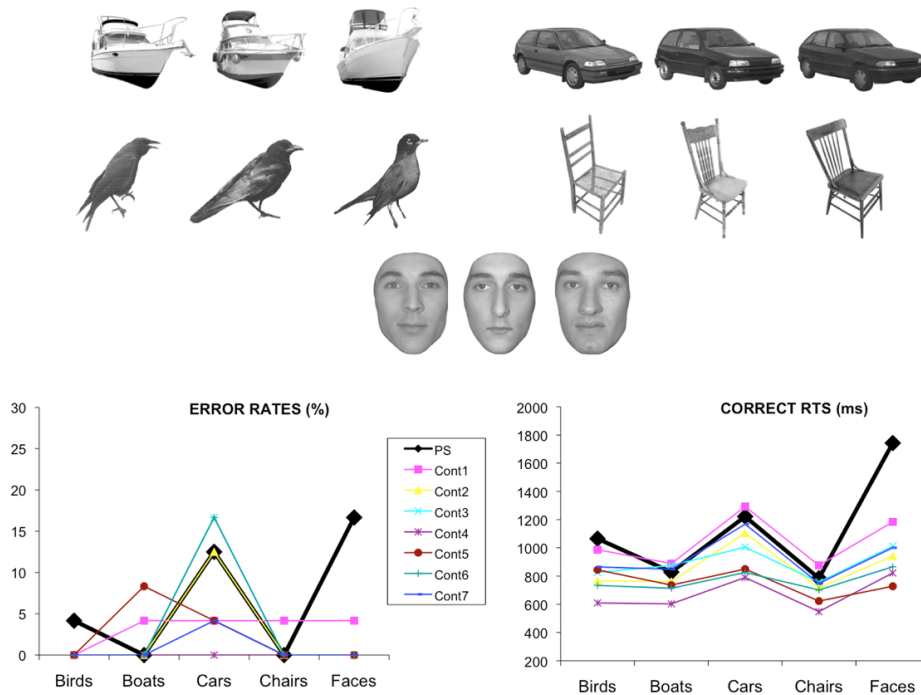 ERROR RATES (%)
30
25
20
15
10
5
0
Birds Boats Cars Chairs Faces
PS
Cont1
Cont2
Cont3
Cont4
Cont5
Cont6
Cont7
CORRECT RTS (ms)
2000
1800
1600
1400
1200
1000
800
600
400
200
Birds Boats Cars Chairs Faces